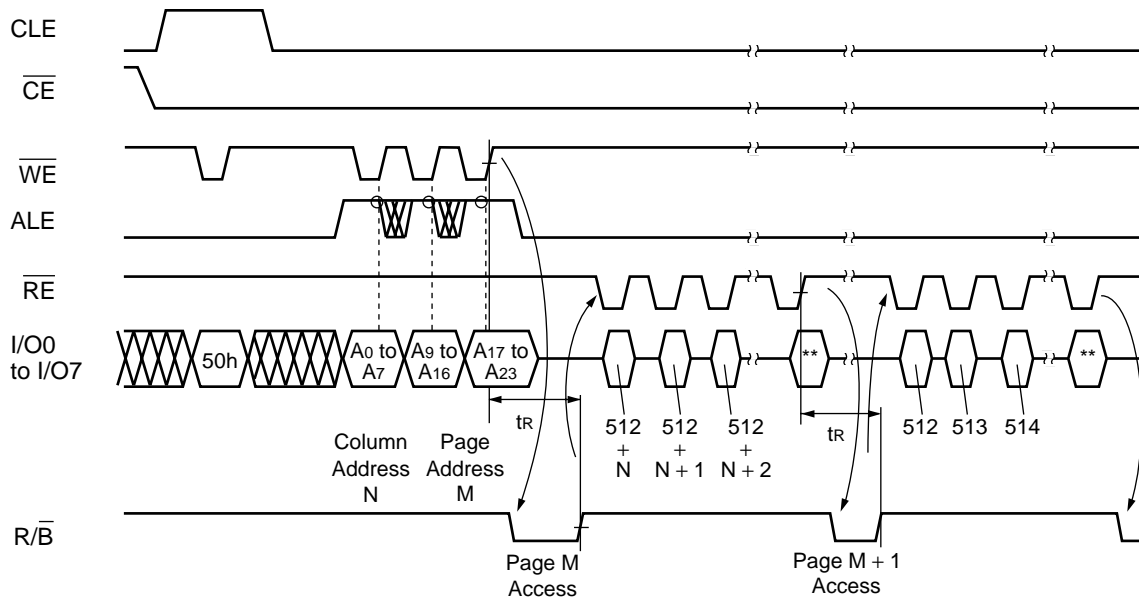 CLE
CE
WE
ALE
RE
I/O0
to I/O7
50h
A0 to
A7
A9 to
A16
A17 to
A23
**
**
tR
512
+
N
512
+
N + 1
512
+
N + 2
tR
512
513
514
Column
Address
N
Page
Address
M
R/B
Page M
Access
Page M + 1
Access